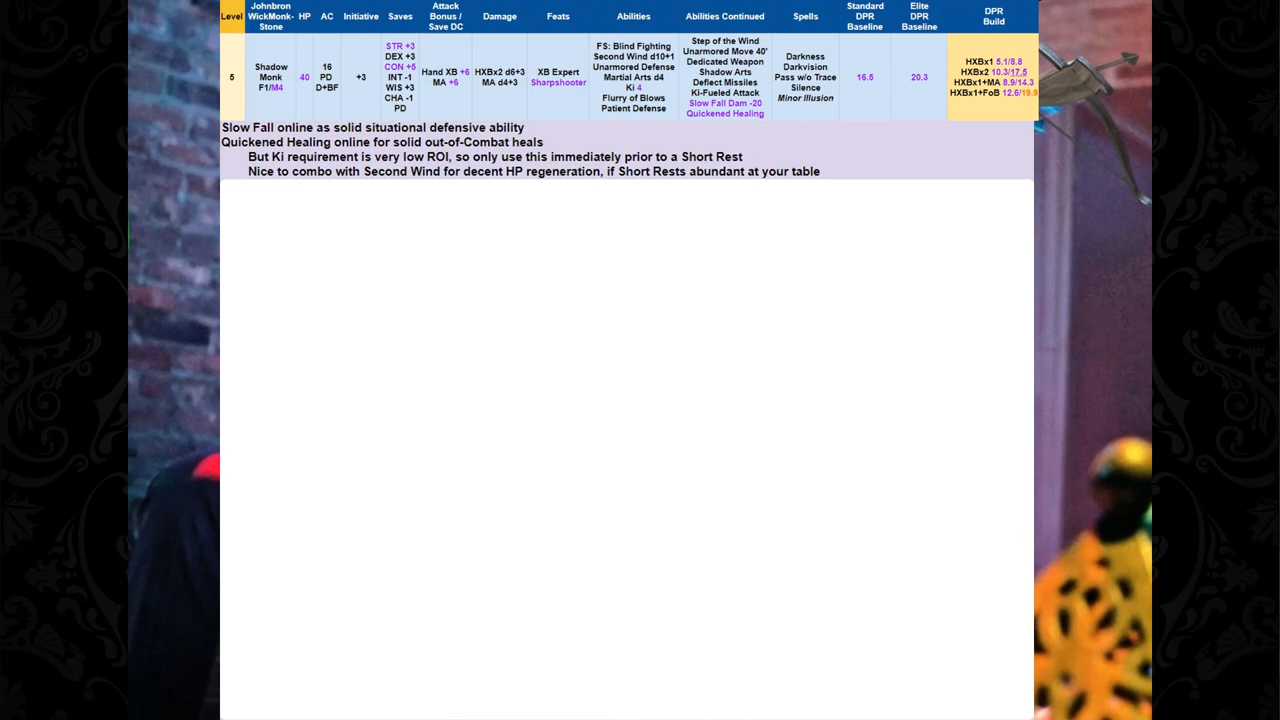 Level
Johnbron
WickMonk-
Stone
HP
AC
Initiative
Saves
Attack
Bonus /
Save DC
Damage
Feats
Abilities
Abilities Continued
Spells
Standard
DPR
Baseline
Elite
DPR
Baseline
DPR
Build
5
Shadow
Monk
F1/M4
40
16
PD
D+BF
+3
STR +3
DEX +3
CON +5
INT -1
WIS +3
CHA -1
PD
Hand XB +6
MA +6
HXBx2 d6+3
MA d4+3
XB Expert
Sharpshooter
FS: Blind Fighting
Second Wind d10+1
Unarmored Defense
Martial Arts d4
Ki 4
Flurry of Blows
Patient Defense
Step of the Wind
Unarmored Move 40'
Dedicated Weapon
Shadow Arts
Deflect Missiles
Ki-Fueled Attack
Slow Fall Dam -20
Quickened Healing
Darkness
Darkvision
Pass w/o Trace
Silence
Minor Illusion
16.5
20.3
HXBx1 5.1/8.8
HXBx2 10.3/17.5
HXBx1+MA 8.9/14.3
HXBx1+FoB 12.6/19.9
Slow Fall online as solid situational defensive ability
Quickened Healing online for solid out-of-Combat heals
But Ki requirement is very low ROI, so only use this immediately prior to a Short Rest
Nice to combo with Second Wind for decent HP regeneration, if Short Rests abundant at your table